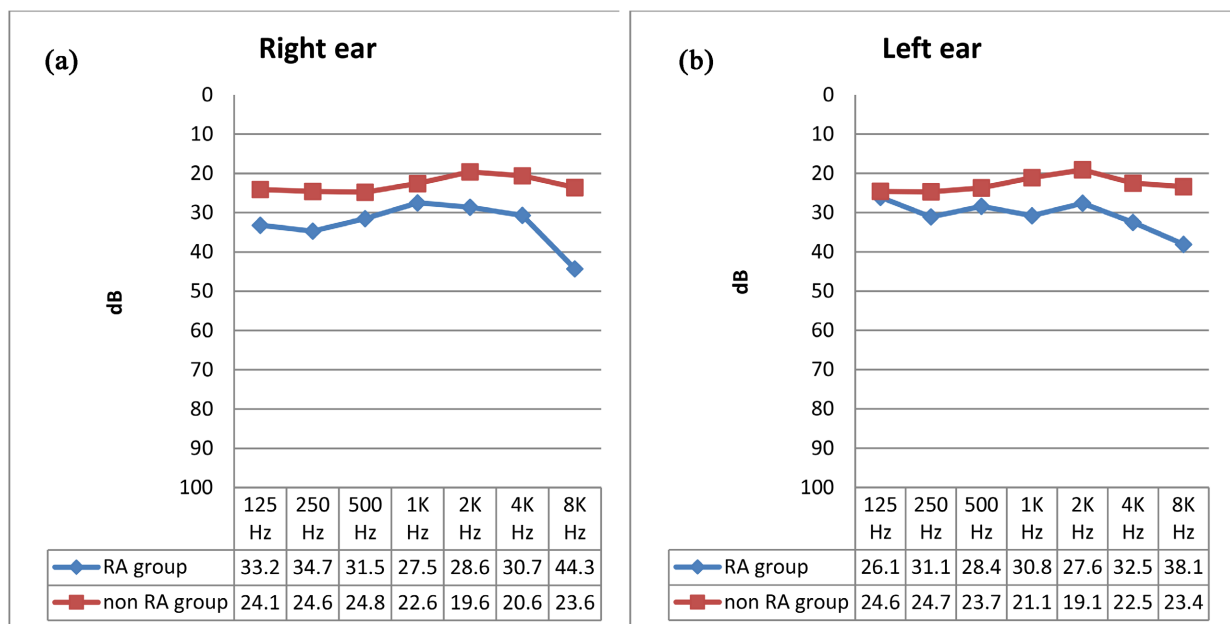 (a)
Right ear
0
10
20
30
40
50
60
70
80
90
100
dB
125 Hz 250 Hz 500 Hz 1K Hz 2K Hz 4K Hz 8K Hz
RA group 33.2 34.7 31.5 27.5 28.6 30.7 44.3
non RA group 24.1 24.6 24.8 22.6 19.6 20.6 23.6
(b)
Left ear
0
10
20
30
40
50
60
70
80
90
100
dB
125 Hz 250 Hz 500 Hz 1K Hz 2K Hz 4K Hz 8K Hz
RA group 26.1 31.1 28.4 30.8 27.6 32.5 38.1
non RA group 24.6 24.7 23.7 21.1 19.1 22.5 23.4